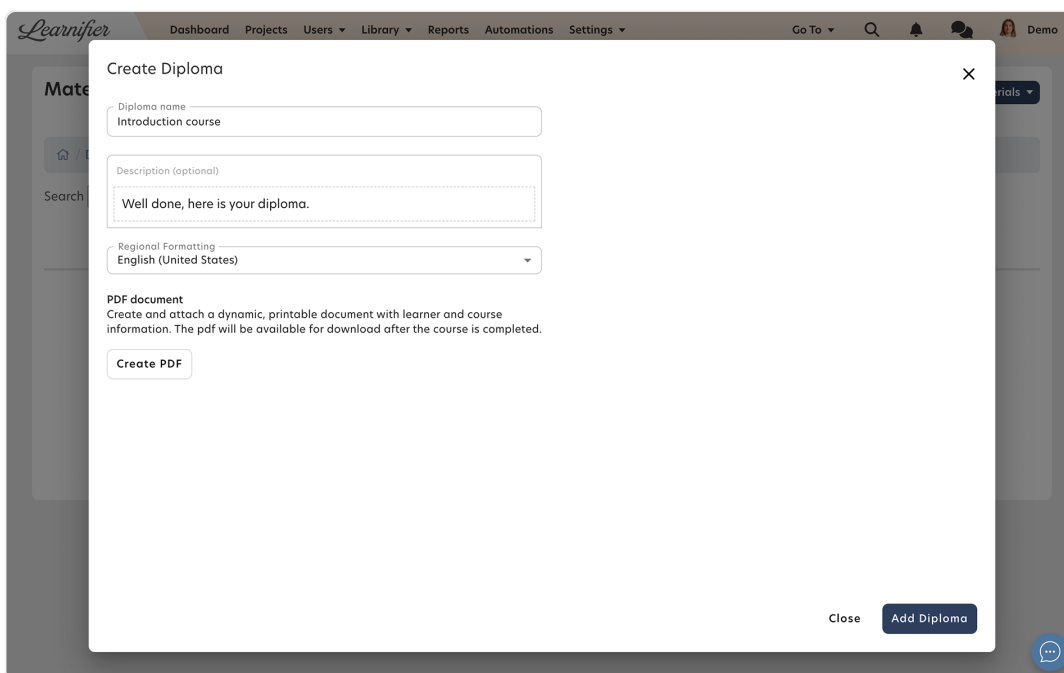 Learnifier
Dashboard Projects Users Library Reports Automations Settings Go To Demo
Create Diploma
Mate
rials
Diploma name
Introduction course
/
Description (optional)
Search
Well done, here is your diploma.
Regional Formatting
English (United States)
PDF document
Create and attach a dynamic, printable document with learner and course
information. The pdf will be available for download after the course is completed.
Create PDF
Close Add Diploma